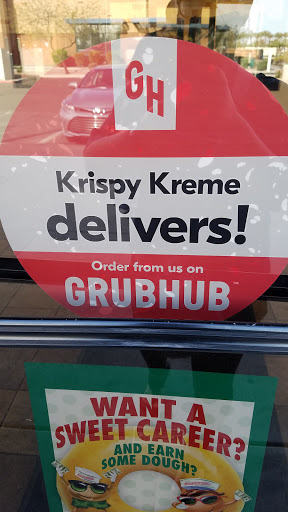 GH
Krispy Kreme
delivers!
Order from us on
GRUBHUB
WANT A
SWEET CAREER?
AND EARN
SOME DOUGH?